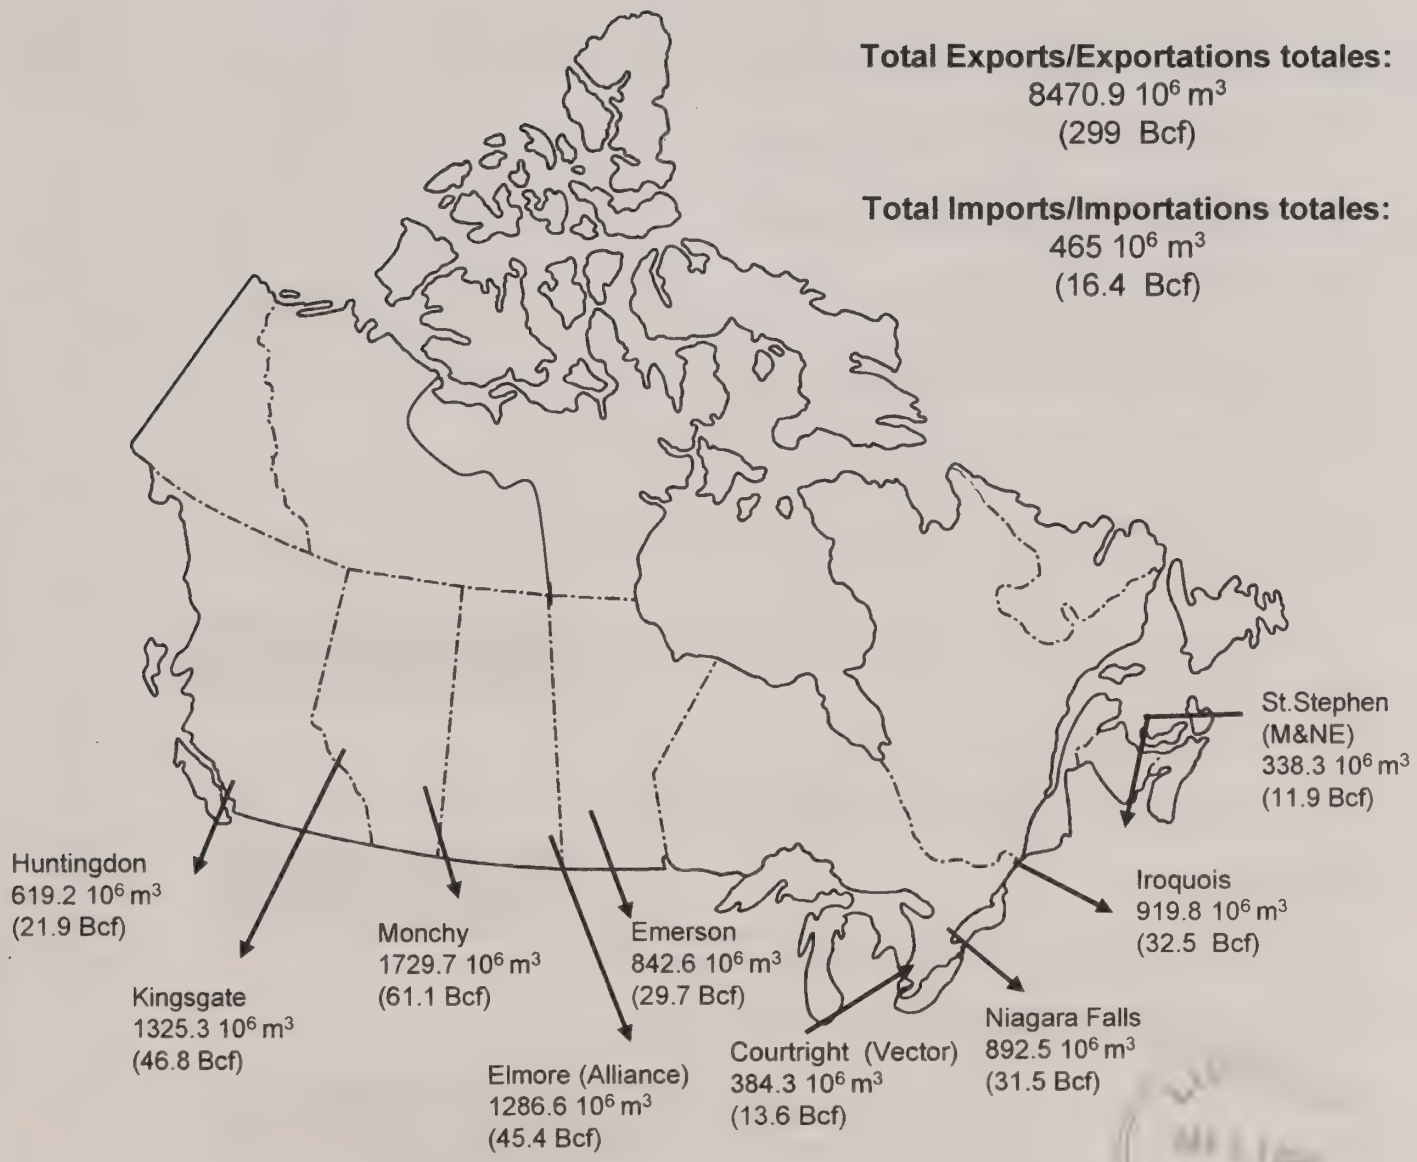 Total Exports/Exportations totales:
8470.9 10⁶ m³
(299 Bcf)
Total Imports/Importations totales:
465 10⁶ m³
(16.4 Bcf)
St.Stephen
(M&NE)
338.3 10⁶ m³
(11.9 Bcf)
Huntingdon
619.2 10⁶ m³
(21.9 Bcf)
Iroquois
919.8 10⁶ m³
(32.5 Bcf)
Monchy
1729.7 10⁶ m³
(61.1 Bcf)
Emerson
842.6 10⁶ m³
(29.7 Bcf)
Kingsgate
1325.3 10⁶ m³
(46.8 Bcf)
Niagara Falls
892.5 10⁶ m³
(31.5 Bcf)
Courtright (Vector)
384.3 10⁶ m³
(13.6 Bcf)
Elmore (Alliance)
1286.6 10⁶ m³
(45.4 Bcf)